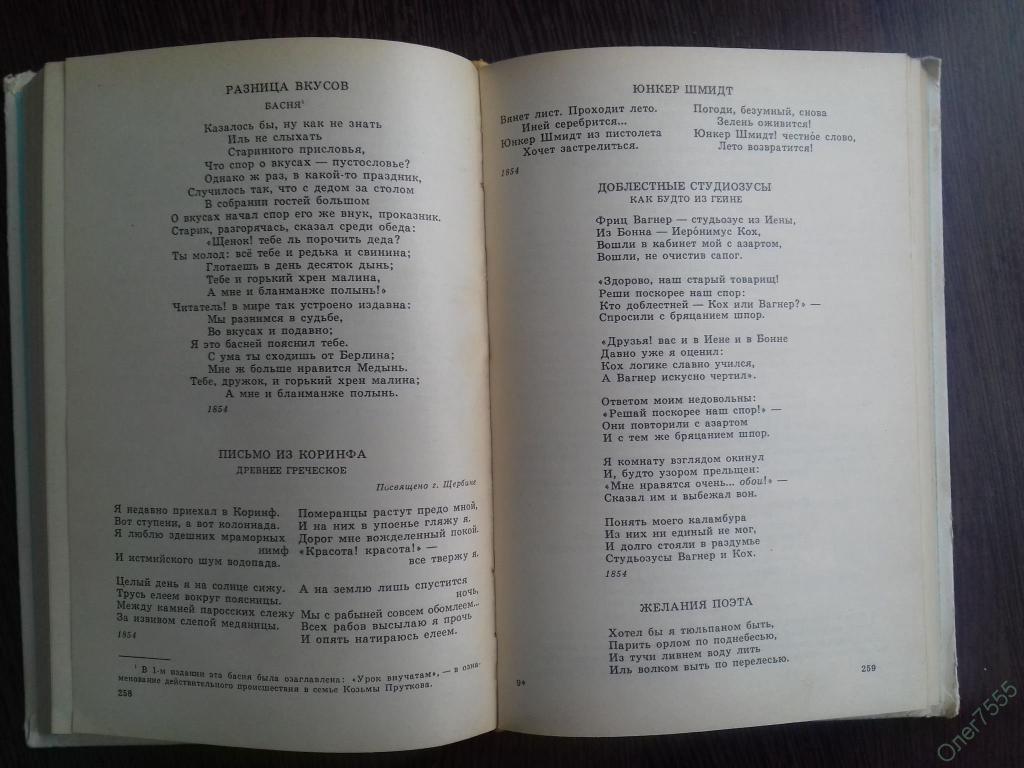 РАЗНИЦА ВКУСОВ
БАСНЯ¹
Казалось бы, ну как не знать
Иль не слыхать
Старинного присловья,
Что спор о вкусах — пустословье?
Однако ж раз, в какой-то праздник,
Случилось так, что с дедом за столом
В собрании гостей большом
О вкусах начал спор его же внук, проказник.
Старик, разгорячась, сказал среди обеда:
«Щенок! тебе ль порочить деда?
Ты молод: всё тебе и редька и свинина;
Глотаешь в день десяток дынь;
Тебе и горький хрен малина,
А мне и бланманже полынь!»
Читатель! в мире так устроено издавна:
Мы разнимся в судьбе,
Во вкусах и подавно;
Я это басней пояснил тебе.
С ума ты сходишь от Берлина;
Мне ж больше нравится Медынь.
Тебе, дружок, и горький хрен малина;
А мне и бланманже полынь.
1854
ПИСЬМО ИЗ КОРИНФА
ДРЕВНЕЕ ГРЕЧЕСКОЕ
Посвящено г. Щербине
Я недавно приехал в Коринф.
Вот ступени, а вот колоннада.
Я люблю здешних мраморных
нимф
И истмийского шум водопада.
Целый день я на солнце сижу.
Трусь елеем вокруг поясницы.
Между камней паросских слежу
За извивом слепой медяницы.
1854
Померанцы растут предо мной,
И на них в упоенье гляжу я.
Дорог мне вожделенный покой.
«Красота! красота!» —
все твержу я.
А на землю лишь спустится
ночь,
Мы с рабыней совсем обомлеем...
Всех рабов высылаю я прочь
И опять натираюсь елеем.
¹ В 1-м издании эта басня была озаглавлена: «Урок внучатам», — в озна-
менование действительного происшествия в семье Козьмы Пруткова.
258
ЮНКЕР ШМИДТ
Вянет лист. Проходит лето.
Иней серебрится...
Юнкер Шмидт из пистолета
Хочет застрелиться.
1854
Погоди, безумный, снова
Зелень оживится!
Юнкер Шмидт! честно́е слово,
Лето возвратится!
ДОБЛЕСТНЫЕ СТУДИОЗУСЫ
КАК БУДТО ИЗ ГЕЙНЕ
Фриц Вагнер — студьозус из Иены,
Из Бонна — Иеро́нимус Кох,
Вошли в кабинет мой с азартом,
Вошли, не очистив сапог.
«Здорово, наш старый товарищ!
Реши поскорее наш спор:
Кто доблестней — Кох или Вагнер?» —
Спросили с бряцанием шпор.
«Друзья! вас и в Иене и в Бонне
Давно уже я оценил:
Кох логике славно учился,
А Вагнер искусно чертил».
Ответом моим недовольны:
«Решай поскорее наш спор!» —
Они повторили с азартом
И с тем же бряцанием шпор.
Я комнату взглядом окинул
И, будто узором прельщен:
«Мне нравятся очень... обои!» —
Сказал им и выбежал вон.
Понять моего каламбура
Из них ни единый не мог,
И долго стояли в раздумье
Студьозусы Вагнер и Кох.
1854
ЖЕЛАНИЯ ПОЭТА
Хотел бы я тюльпаном быть,
Парить орлом по поднебесью,
Из тучи ливнем воду лить
Иль волком выть по перелесью.
9*
259
Олег7555